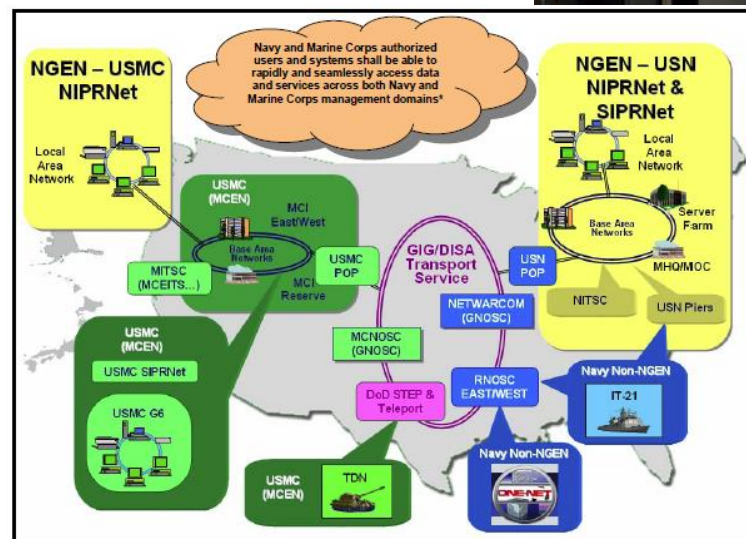 Navy and Marine Corps authorized
users and systems shall be able to
rapidly and seamlessly access data
and services across both Navy and
Marine Corps management domains*
NGEN – USMC
NIPRNet
Local
Area
Network
NGEN – USN
NIPRNet &
SIPRNet
Local Area
Network
Base Area
Networks
Server
Farm
MHQ/MOC
NITSC
USN Piers
USMC
(MCEN)
MCI
East/West
Base Area
Networks
MCI
Reserve
MITSC
(MCEITS...)
USMC
POP
GIG/DISA
Transport
Service
USN
POP
NETWARCOM
(GNOSC)
MCNOSC
(GNOSC)
DoD STEP &
Teleport
RNOSC
EAST/WEST
USMC
(MCEN)
USMC SIPRNet
USMC G6
USMC
(MCEN)
TDN
Navy Non-NGEN
ONE-NET
Navy Non-NGEN
IT-21